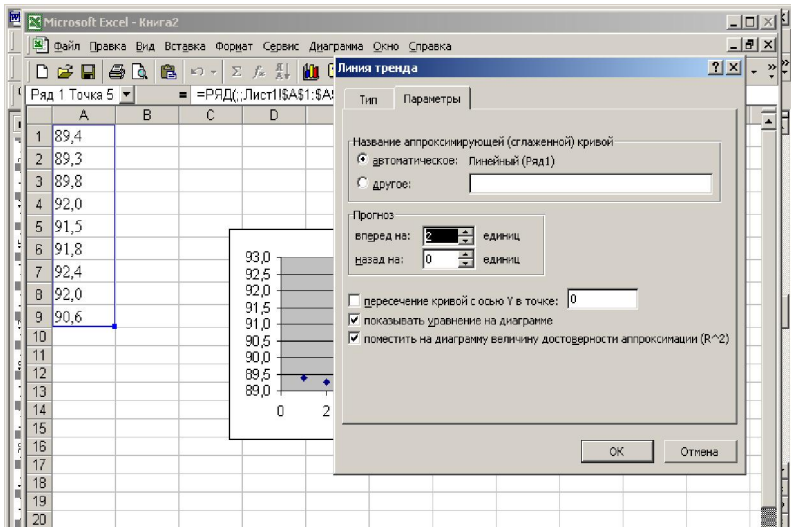 Microsoft Excel - Книга2
Файл Правка Вид Вставка Формат Сервис Диаграмма Окно Справка
Ряд 1 Точка 5 = =РЯД(;;Лист1!$A$1:$A
A B C D
1 89,4
2 89,3
3 89,8
4 92,0
5 91,5
6 91,8
7 92,4
8 92,0
9 90,6
10
11
12
13
14
15
16
17
18
19
20
93,0
92,5
92,0
91,5
91,0
90,5
90,0
89,5
89,0
0 2
Линия тренда
Тип Параметры
Название аппроксимирующей (сглаженной) кривой
автоматическое: Линейный (Ряд1)
другое:
Прогноз
вперед на: 2 единиц
назад на: 0 единиц
пересечение кривой с осью Y в точке: 0
показывать уравнение на диаграмме
поместить на диаграмму величину достоверности аппроксимации (R^2)
ОК Отмена